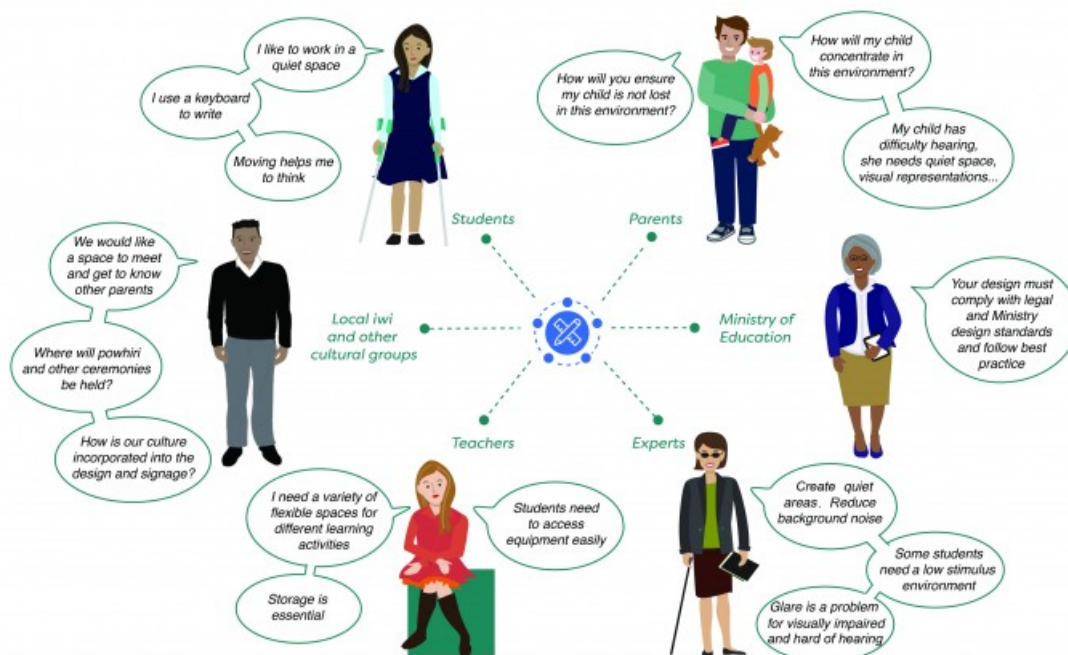 I like to work in a
quiet space
I use a keyboard
to write
Moving helps me
to think
Students
How will you ensure
my child is not lost
in this environment?
How will my child
concentrate in
this environment?
My child has
difficulty hearing,
she needs quiet space,
visual representations...
Parents
We would like
a space to meet
and get to know
other parents
Where will powhiri
and other ceremonies
be held?
How is our culture
incorporated into the
design and signage?
Local iwi
and other
cultural groups
Ministry of
Education
Your design must
comply with legal
and Ministry
design standards
and follow best
practice
Teachers
I need a variety of
flexible spaces for
different learning
activities
Storage is
essential
Students need
to access
equipment easily
Experts
Create quiet
areas. Reduce
background noise
Some students
need a low stimulus
environment
Glare is a problem
for visually impaired
and hard of hearing